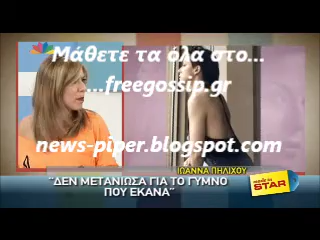 Μάθετε τα όλα στο...
...freegossip.gr
news-piper.blogspot.com
ΙΩΑΝΝΑ ΠΗΛΙΧΟΥ
"ΔΕΝ ΜΕΤΑΝΙΩΣΑ ΓΙΑ ΤΟ ΓΥΜΝΟ
ΠΟΥ ΕΚΑΝΑ"
STAR